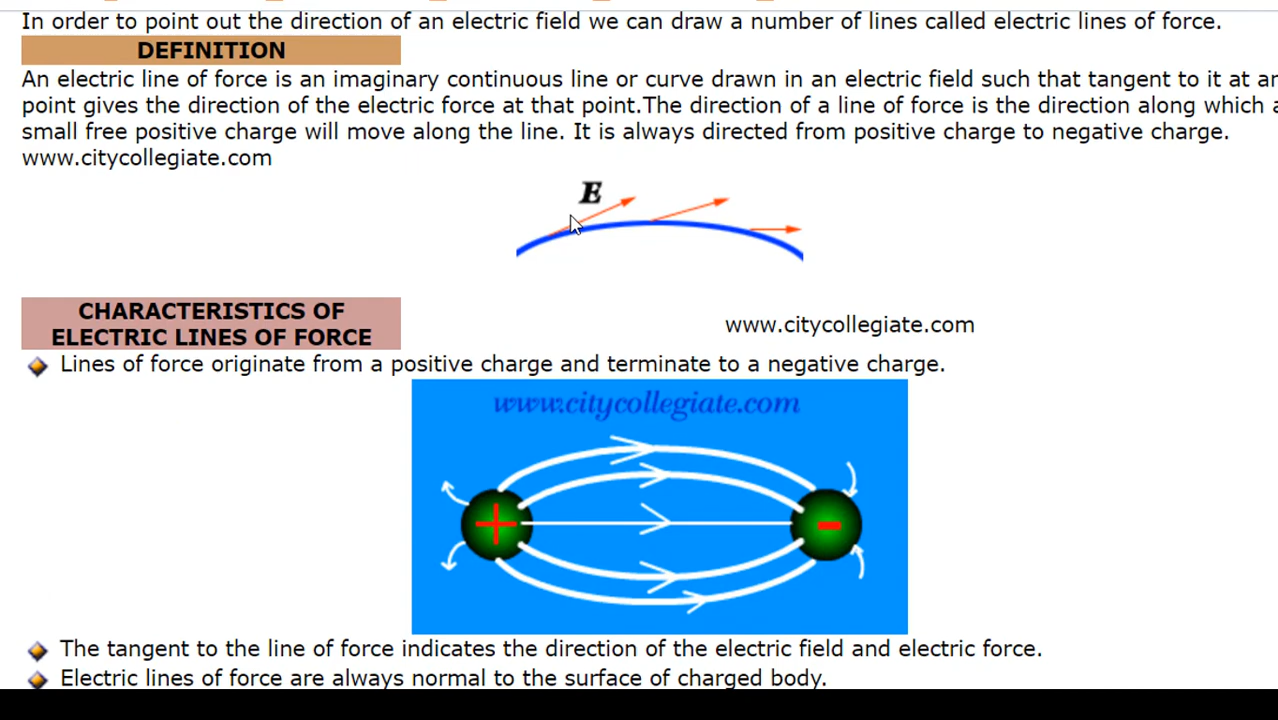 In order to point out the direction of an electric field we can draw a number of lines called electric lines of force.
DEFINITION
An electric line of force is an imaginary continuous line or curve drawn in an electric field such that tangent to it at
point gives the direction of the electric force at that point.The direction of a line of force is the direction along which a
small free positive charge will move along the line. It is always directed from positive charge to negative charge.
www.citycollegiate.com
E
CHARACTERISTICS OF
ELECTRIC LINES OF FORCE
www.citycollegiate.com
Lines of force originate from a positive charge and terminate to a negative charge.
www.citycollegiate.com
+ -
The tangent to the line of force indicates the direction of the electric field and electric force.
Electric lines of force are always normal to the surface of charged body.